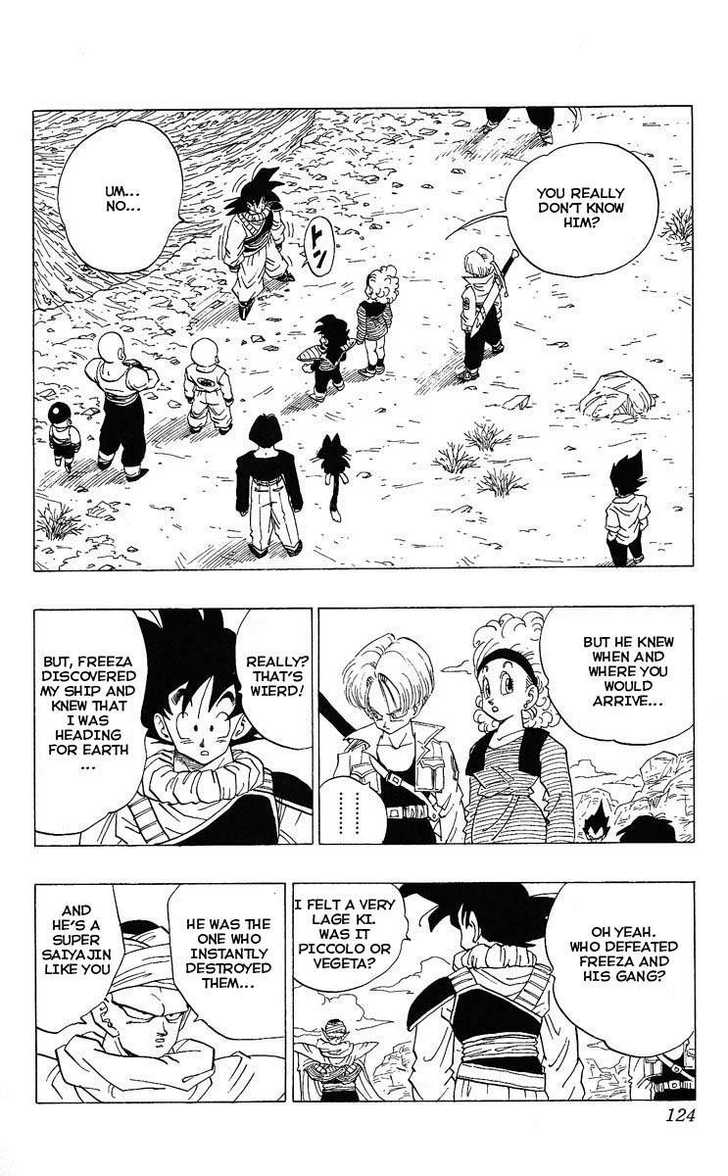 YOU REALLY
DON'T KNOW
HIM?
トン
UM...
NO...
BUT HE KNEW
WHEN AND
WHERE YOU
WOULD
ARRIVE...
......
REALLY?
THAT'S
WIERD!
BUT, FREEZA
DISCOVERED
MY SHIP AND
KNEW THAT
I WAS
HEADING
FOR EARTH
...
OH YEAH.
WHO DEFEATED
FREEZA AND
HIS GANG?
I FELT A VERY
LAGE KI.
WAS IT
PICCOLO OR
VEGETA?
HE WAS THE
ONE WHO
INSTANTLY
DESTROYED
THEM...
AND
HE'S A
SUPER
SAIYAJIN
LIKE YOU
124